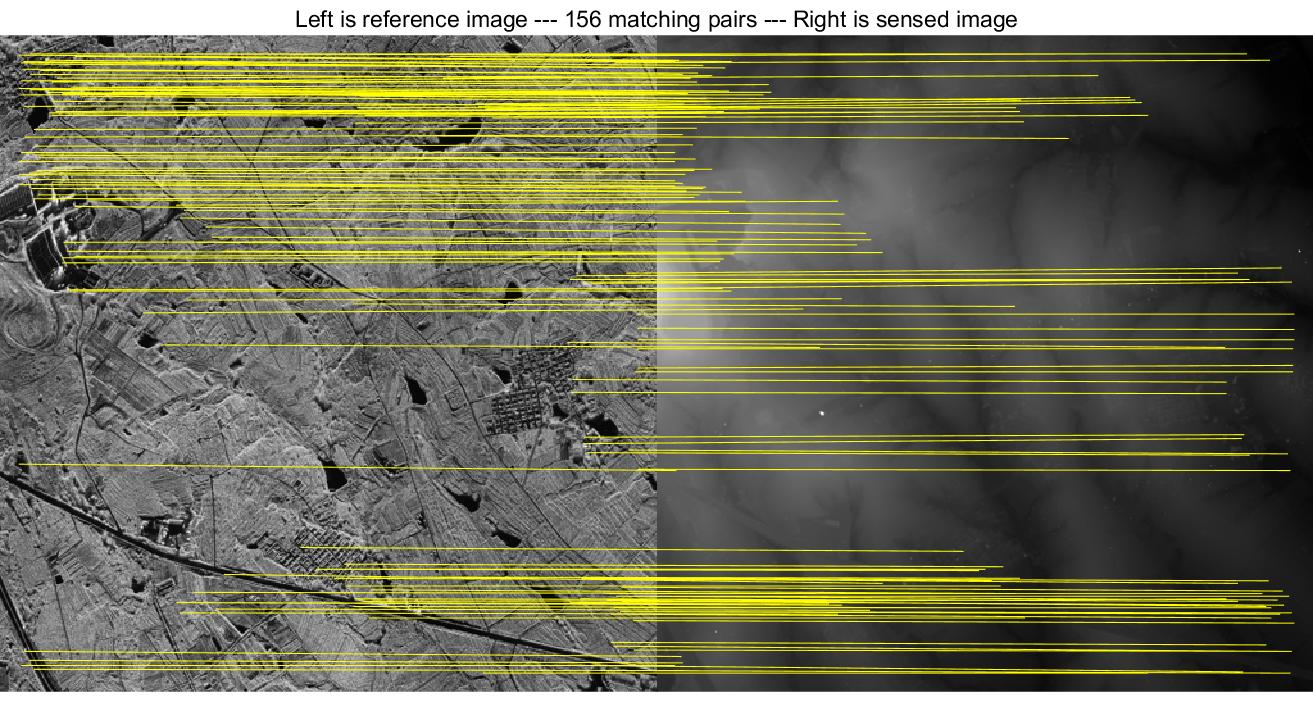 Left is reference image --- 156 matching pairs --- Right is sensed image